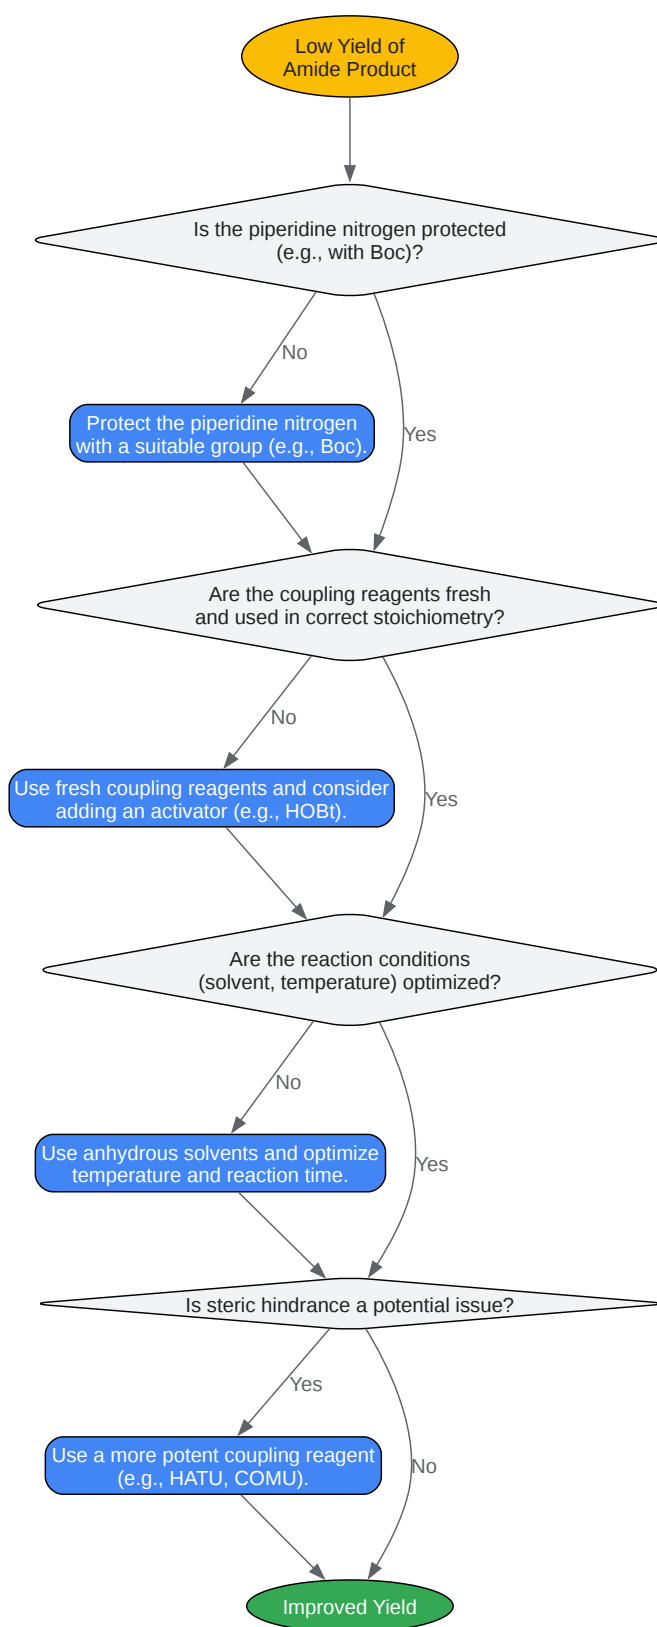 Low Yield of
Amide Product
Is the piperidine nitrogen protected
(e.g., with Boc)?
No
Protect the piperidine nitrogen
with a suitable group (e.g., Boc).
Yes
Are the coupling reagents fresh
and used in correct stoichiometry?
No
Use fresh coupling reagents and consider
adding an activator (e.g., HOBt).
Yes
Are the reaction conditions
(solvent, temperature) optimized?
No
Use anhydrous solvents and optimize
temperature and reaction time.
Yes
Is steric hindrance a potential issue?
Yes
Use a more potent coupling reagent
(e.g., HATU, COMU).
No
Improved Yield